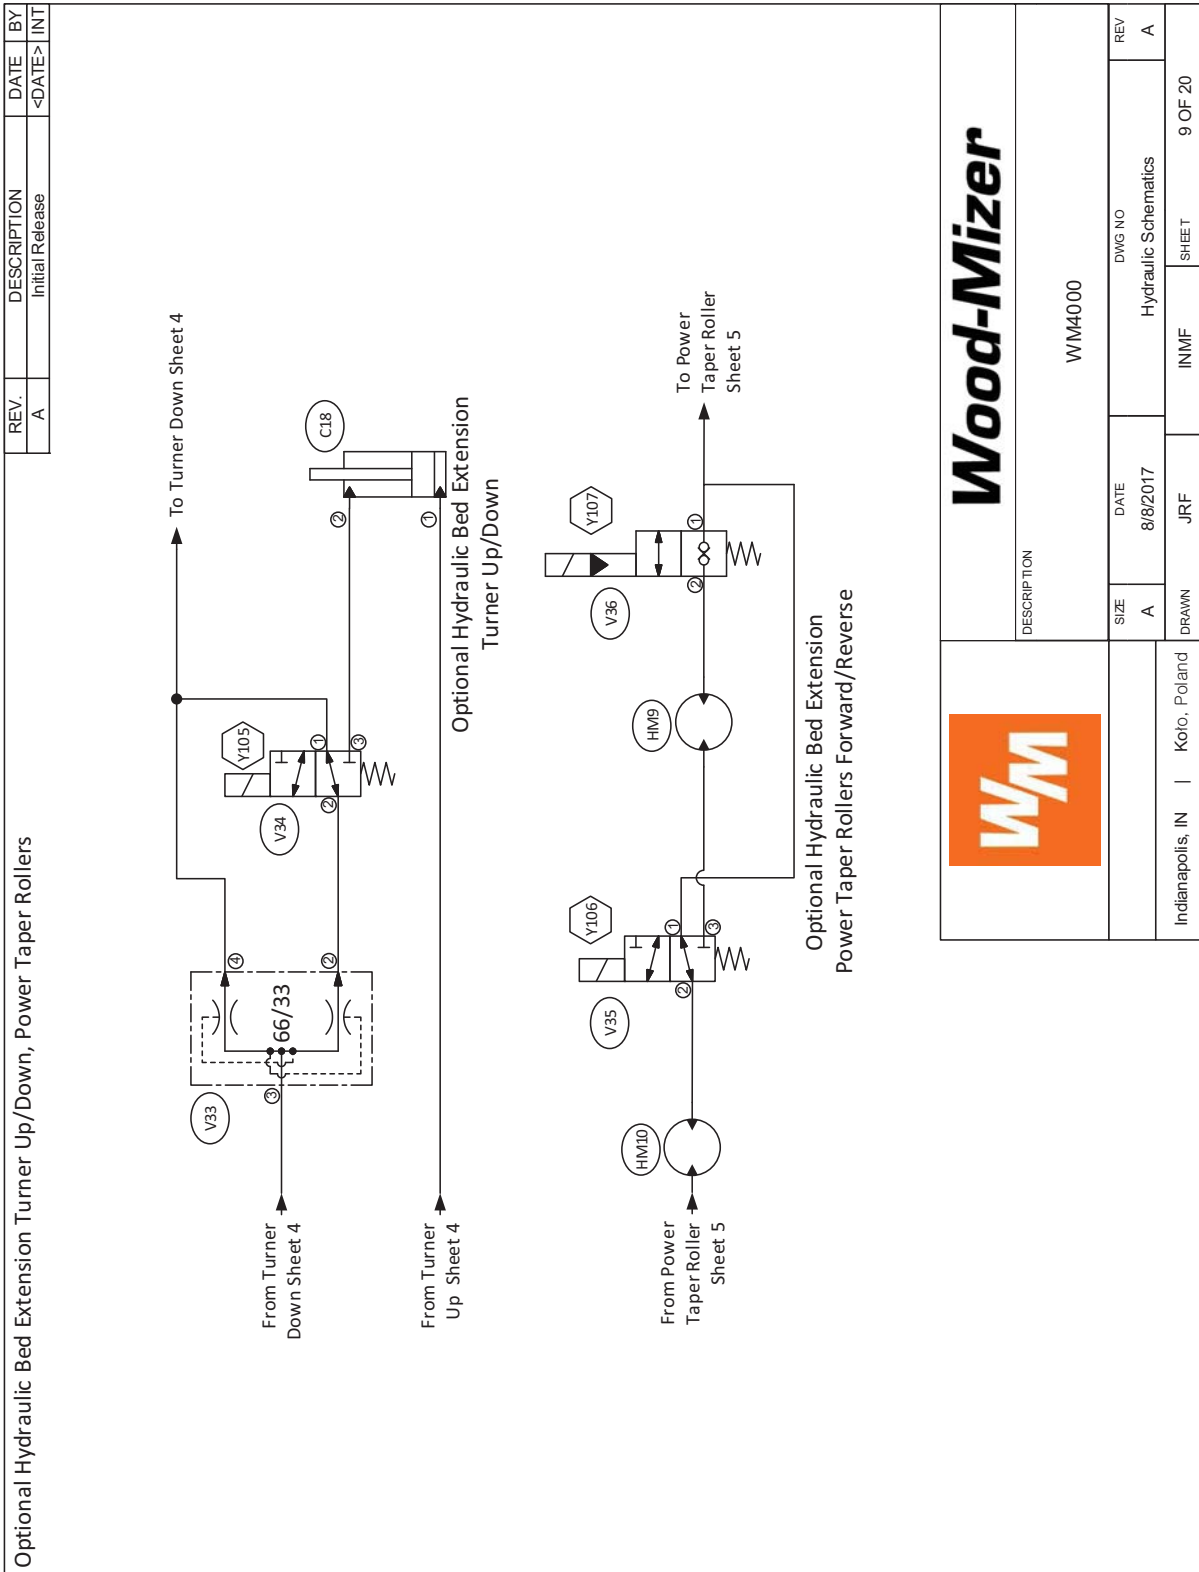 Optional Hydraulic Bed Extension Turner Up/Down, Power Taper Rollers
REV. DESCRIPTION DATE BY
A Initial Release <DATE> INT
From Turner
Down Sheet 4
V33
3
66/33
4
2
V34
Y105
2
1
3
To Turner Down Sheet 4
From Turner
Up Sheet 4
C18
2
1
Optional Hydraulic Bed Extension
Turner Up/Down
From Power
Taper Roller
Sheet 5
HM10
V35
Y106
2
1
3
HM9
V36
Y107
2
1
To Power
Taper Roller
Sheet 5
Optional Hydraulic Bed Extension
Power Taper Rollers Forward/Reverse
WM
Wood-Mizer
DESCRIPTION
WM4000
SIZE DATE DWG NO REV
A 8/8/2017 Hydraulic Schematics A
Indianapolis, IN | Koło, Poland
DRAWN JRF INMF SHEET 9 OF 20